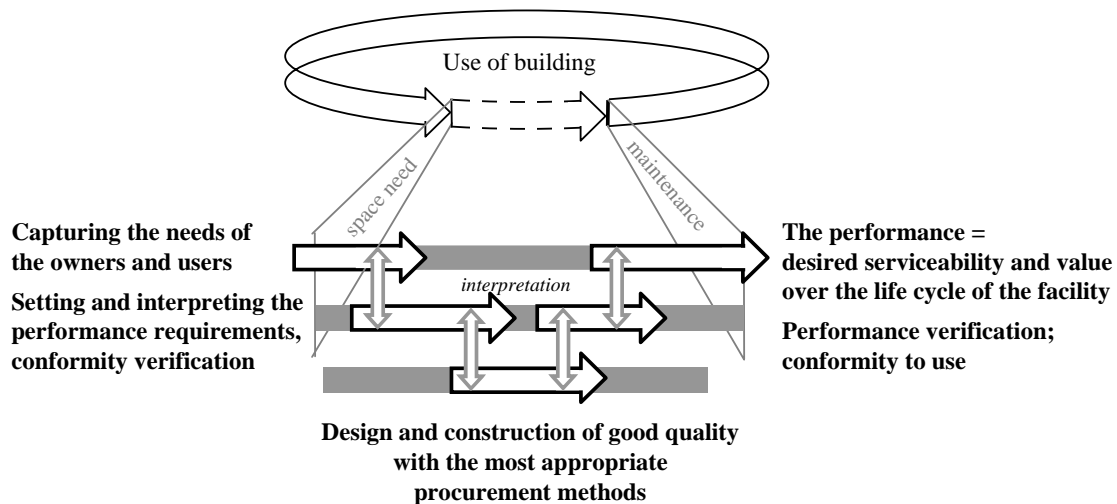 Use of building
space need
maintenance
Capturing the needs of
the owners and users
Setting and interpreting the
performance requirements,
conformity verification
interpretation
The performance =
desired serviceability and value
over the life cycle of the facility
Performance verification;
conformity to use
Design and construction of good quality
with the most appropriate
procurement methods